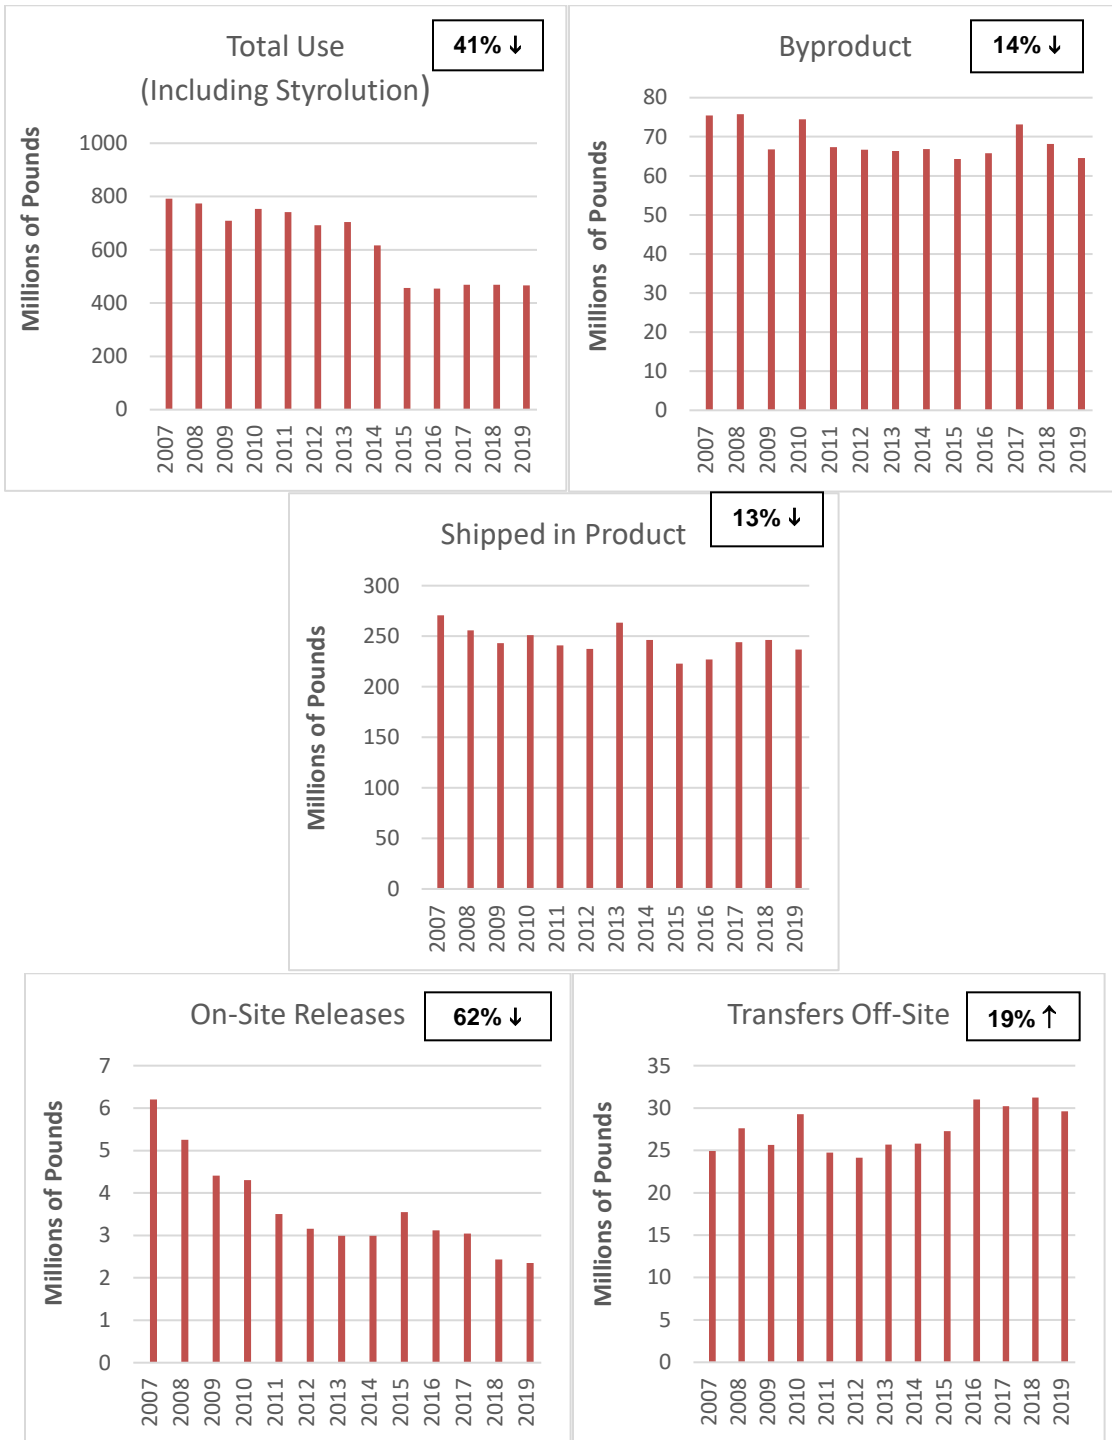 Total Use
(Including Styrolution)
41% ↓
Millions of Pounds
1000
800
600
400
200
0
2007 2008 2009 2010 2011 2012 2013 2014 2015 2016 2017 2018 2019
Byproduct
14% ↓
Millions of Pounds
80
70
60
50
40
30
20
10
0
2007 2008 2009 2010 2011 2012 2013 2014 2015 2016 2017 2018 2019
Shipped in Product
13% ↓
Millions of Pounds
300
250
200
150
100
50
0
2007 2008 2009 2010 2011 2012 2013 2014 2015 2016 2017 2018 2019
On-Site Releases
62% ↓
Millions of Pounds
7
6
5
4
3
2
1
0
2007 2008 2009 2010 2011 2012 2013 2014 2015 2016 2017 2018 2019
Transfers Off-Site
19% ↑
Millions of Pounds
35
30
25
20
15
10
5
0
2007 2008 2009 2010 2011 2012 2013 2014 2015 2016 2017 2018 2019